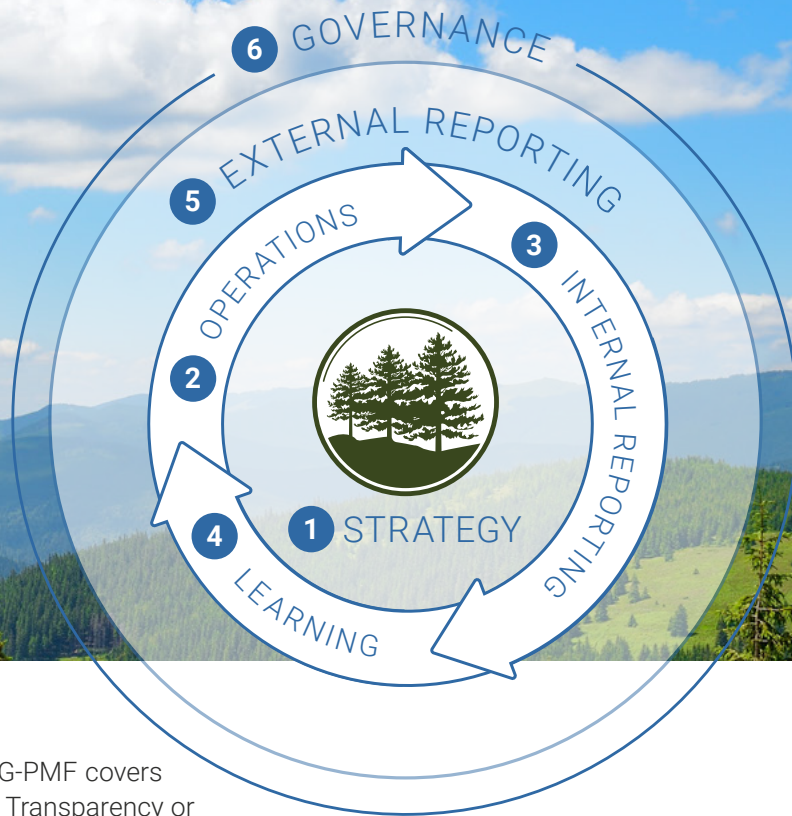 6 GOVERNANCE
5 EXTERNAL REPORTING
2 OPERATIONS
3 INTERNAL REPORTING
4 LEARNING
1 STRATEGY
G-PMF covers
Transparency or